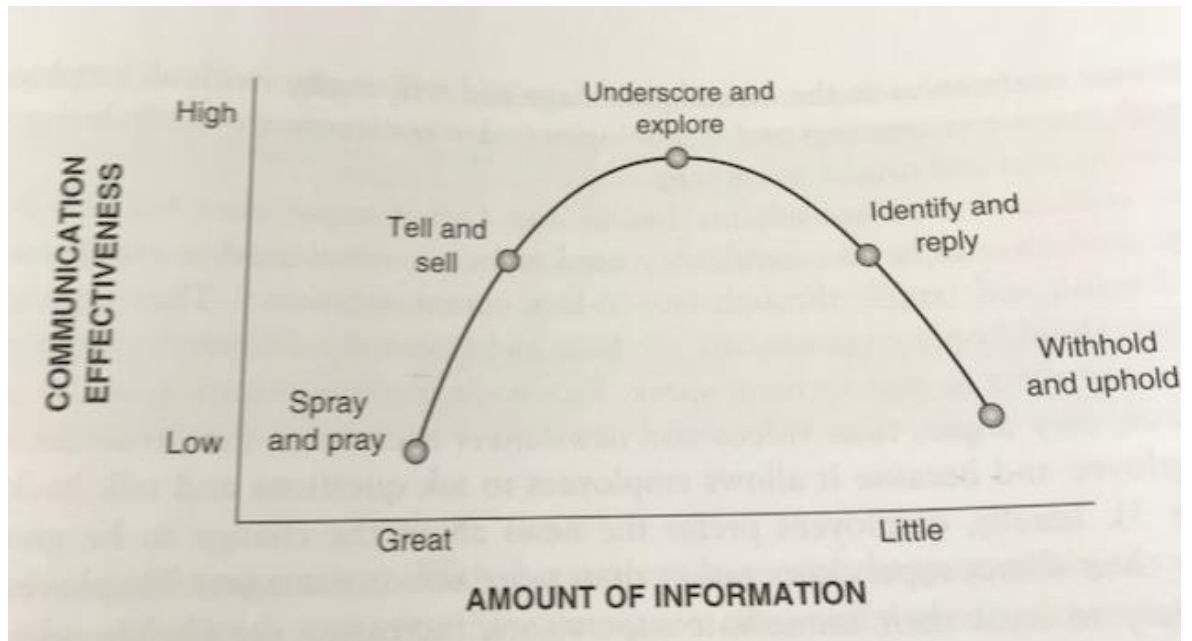 High
COMMUNICATION
EFFECTIVENESS
Low
Underscore and
explore
Tell and
sell
Identify and
reply
Spray
and pray
Withhold
and uphold
Great
Little
AMOUNT OF INFORMATION